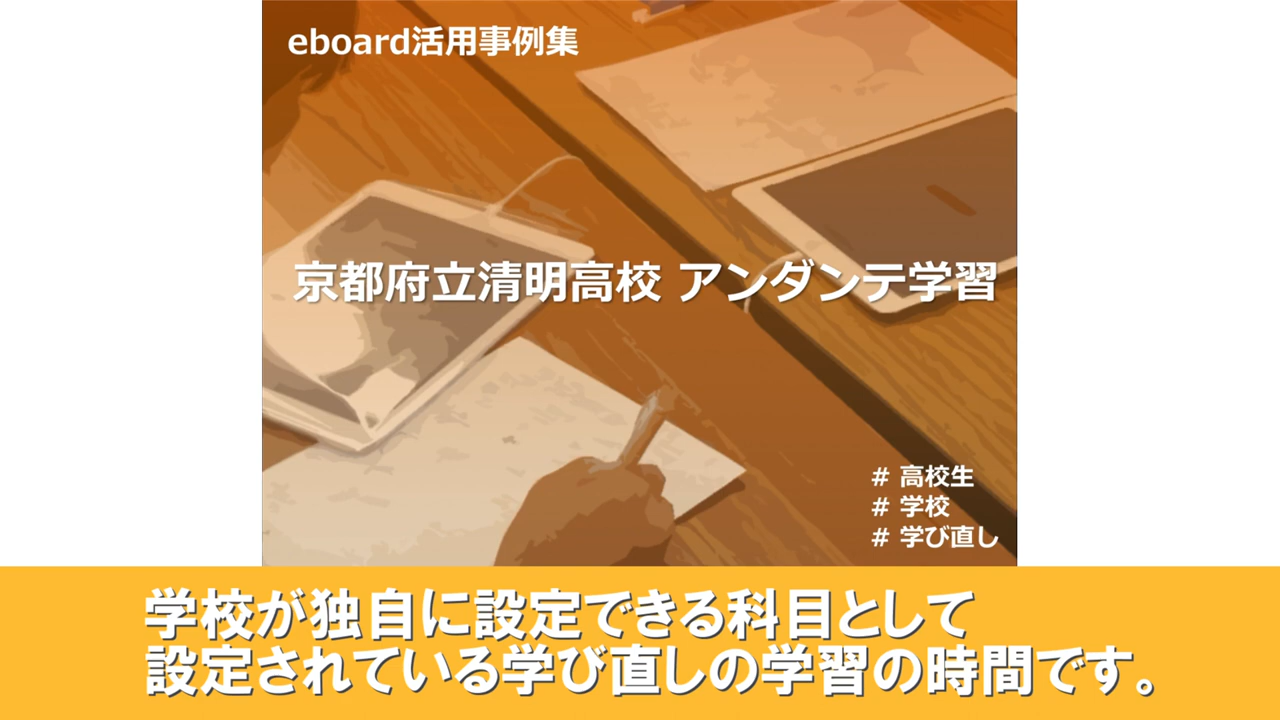 eboard活用事例集
京都府立清明高校 アンダンテ学習
# 高校生
# 学校
# 学び直し
学校が独自に設定できる科目として
設定されている学び直しの学習の時間です。